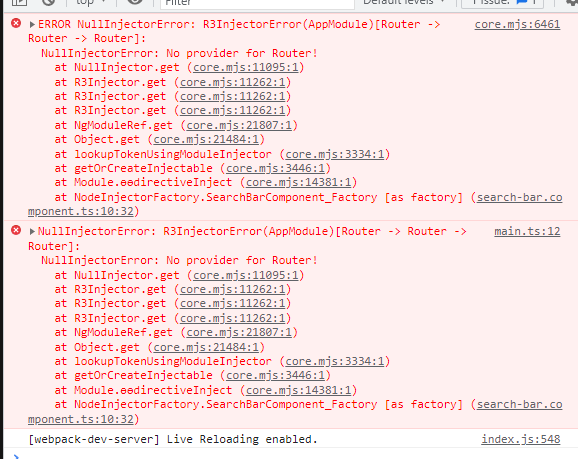 top
Filter
Default levels
1 Issue: 1
ERROR NullInjectorError: R3InjectorError(AppModule)[Router -> core.mjs:6461
Router -> Router]:
NullInjectorError: No provider for Router!
at NullInjector.get (core.mjs:11095:1)
at R3Injector.get (core.mjs:11262:1)
at R3Injector.get (core.mjs:11262:1)
at R3Injector.get (core.mjs:11262:1)
at NgModuleRef.get (core.mjs:21807:1)
at Object.get (core.mjs:21484:1)
at lookupTokenUsingModuleInjector (core.mjs:3334:1)
at getOrCreateInjectable (core.mjs:3446:1)
at Module.ɵɵdirectiveInject (core.mjs:14381:1)
at NodeInjectorFactory.SearchBarComponent_Factory [as factory] (search-bar.co
mponent.ts:10:32)
NullInjectorError: R3InjectorError(AppModule)[Router -> Router -> main.ts:12
Router]:
NullInjectorError: No provider for Router!
at NullInjector.get (core.mjs:11095:1)
at R3Injector.get (core.mjs:11262:1)
at R3Injector.get (core.mjs:11262:1)
at R3Injector.get (core.mjs:11262:1)
at NgModuleRef.get (core.mjs:21807:1)
at Object.get (core.mjs:21484:1)
at lookupTokenUsingModuleInjector (core.mjs:3334:1)
at getOrCreateInjectable (core.mjs:3446:1)
at Module.ɵɵdirectiveInject (core.mjs:14381:1)
at NodeInjectorFactory.SearchBarComponent_Factory [as factory] (search-bar.co
mponent.ts:10:32)
[webpack-dev-server] Live Reloading enabled. index.js:548